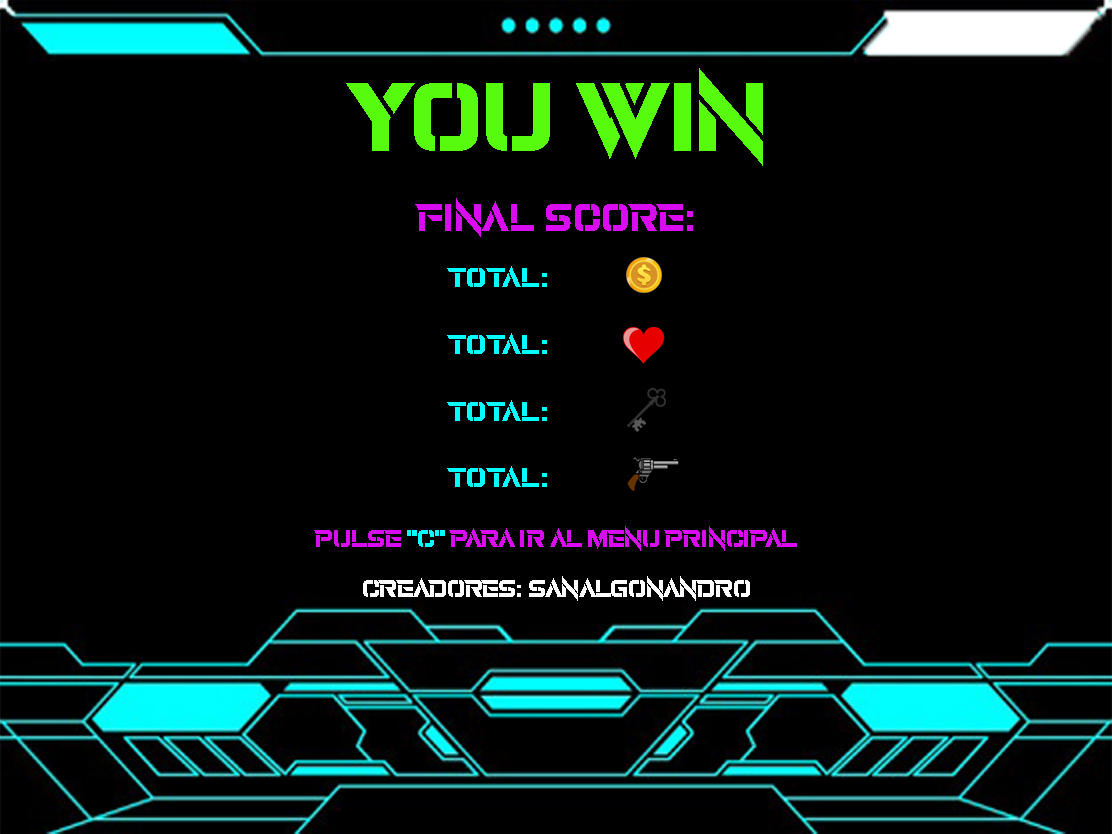 YOU WIN
FINAL SCORE:
TOTAL: $
TOTAL:
TOTAL:
TOTAL:
PULSE "C" PARA IR AL MENU PRINCIPAL
CREADORES: SANALGONANDRO